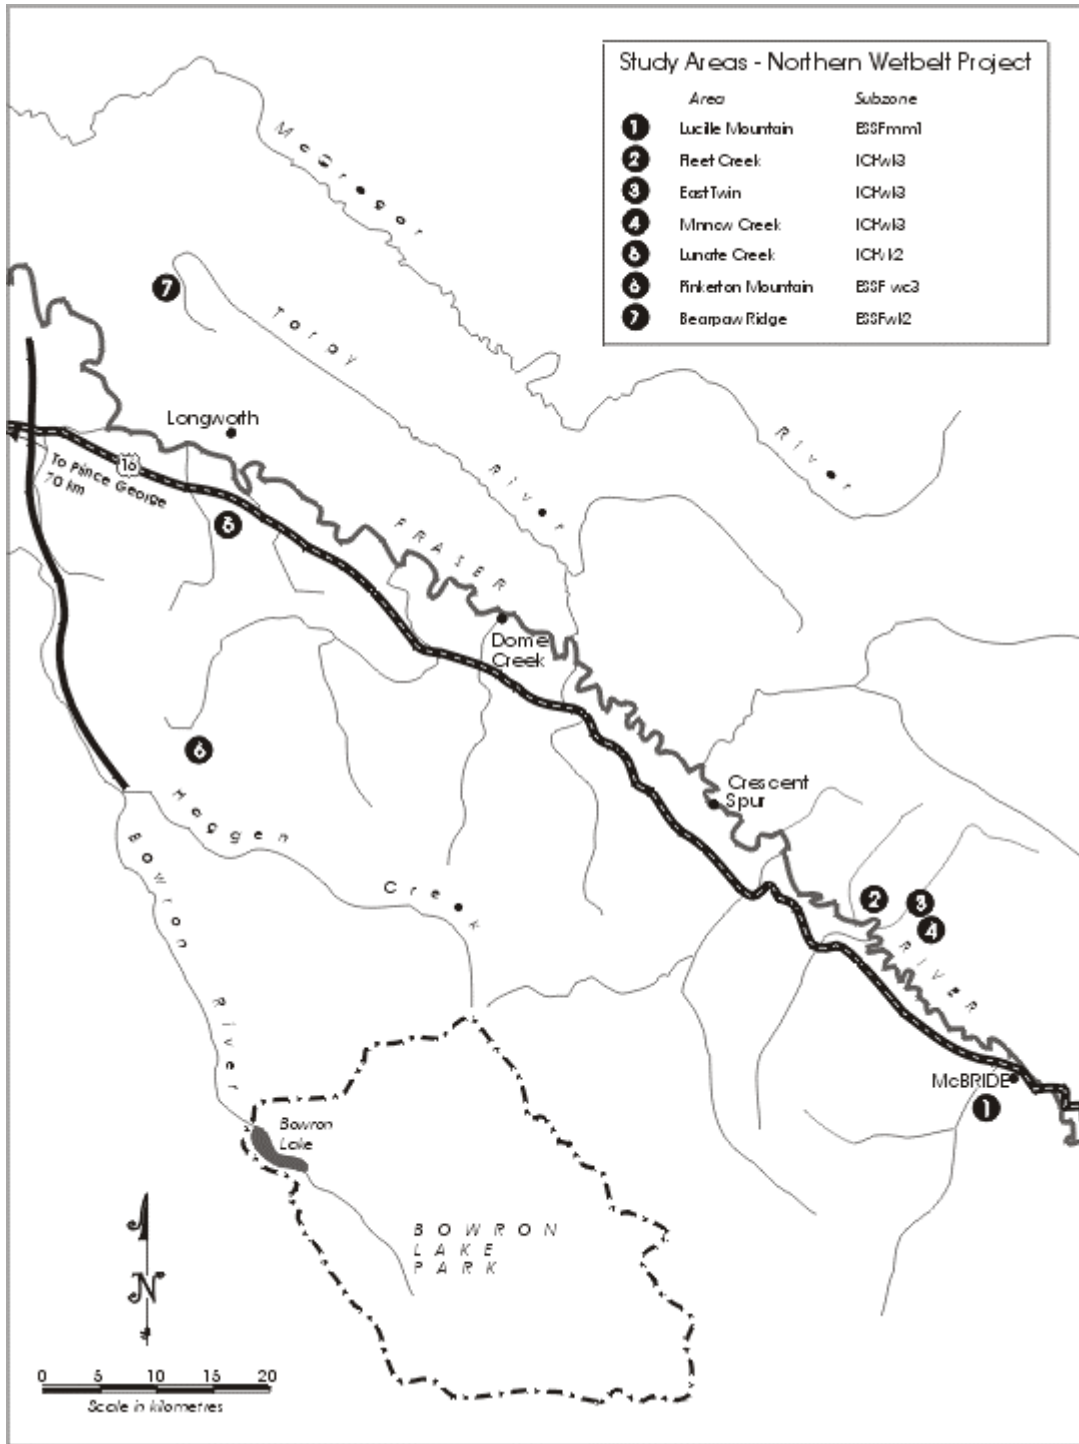 Study Areas - Northern Wetbelt Project
Area Subzone
1 Lucille Mountain ESSFmm1
2 Fleet Creek ICHwk3
3 East Twin ICHwk3
4 Minnow Creek ICHwk3
5 Lunate Creek ICHvk2
6 Pinkerton Mountain ESSF wc3
7 Bearpaw Ridge ESSFwk2
McGregor
River
7
Torpy
River
Longworth
16
To Prince George
70 km
FRASER
Dome
Creek
6
Haggen
Creek
Bowron
River
Crescent
Spur
2
3
4
RIVER
McBRIDE
1
Bowron
Lake
BOWRON
LAKE
PARK
N
0 5 10 15 20
Scale in kilometres